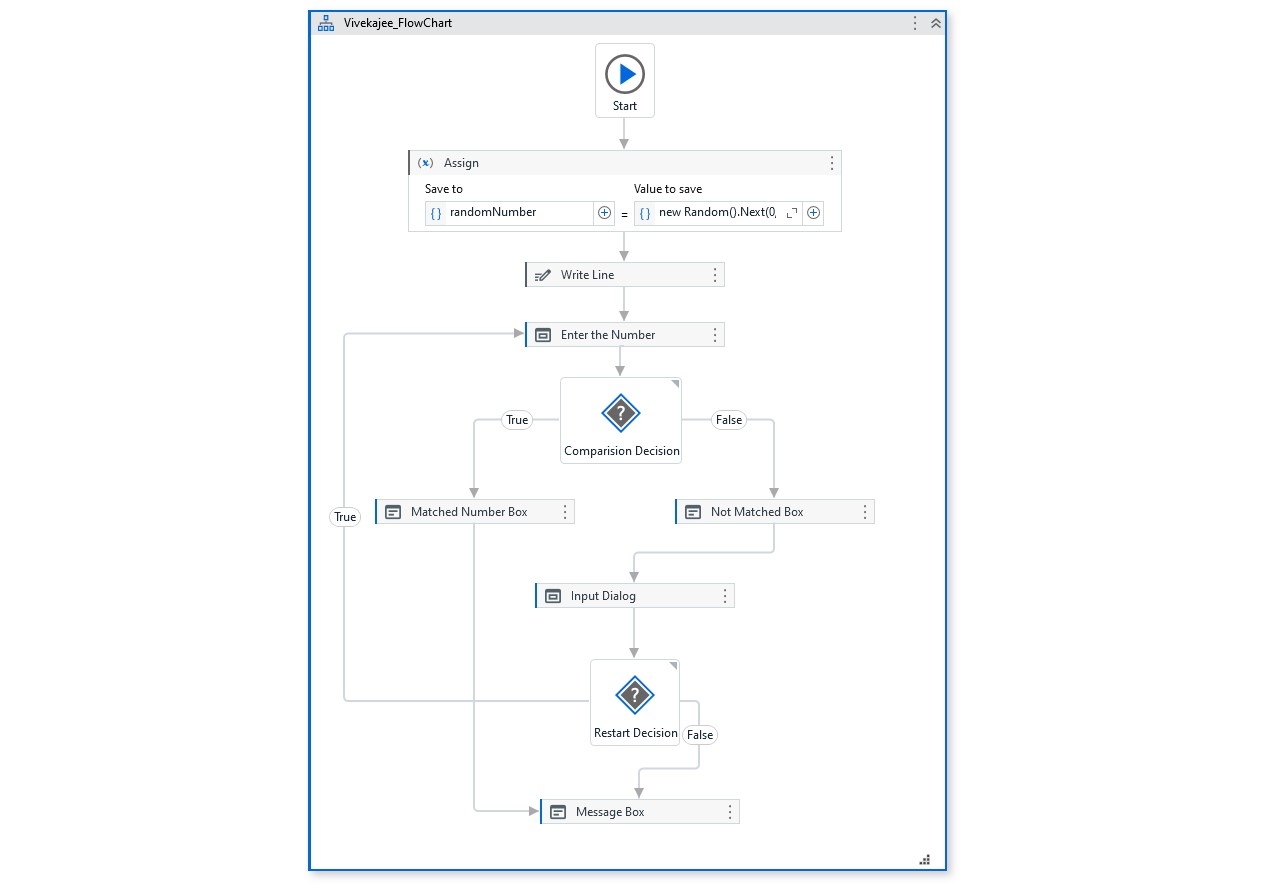 Vivekajee_FlowChart
Start
(x) Assign
Save to
Value to save
{} randomNumber
=
{} new Random().Next(0,
Write Line
Enter the Number
?
True
False
Comparision Decision
Matched Number Box
Not Matched Box
True
Input Dialog
?
Restart Decision
False
Message Box